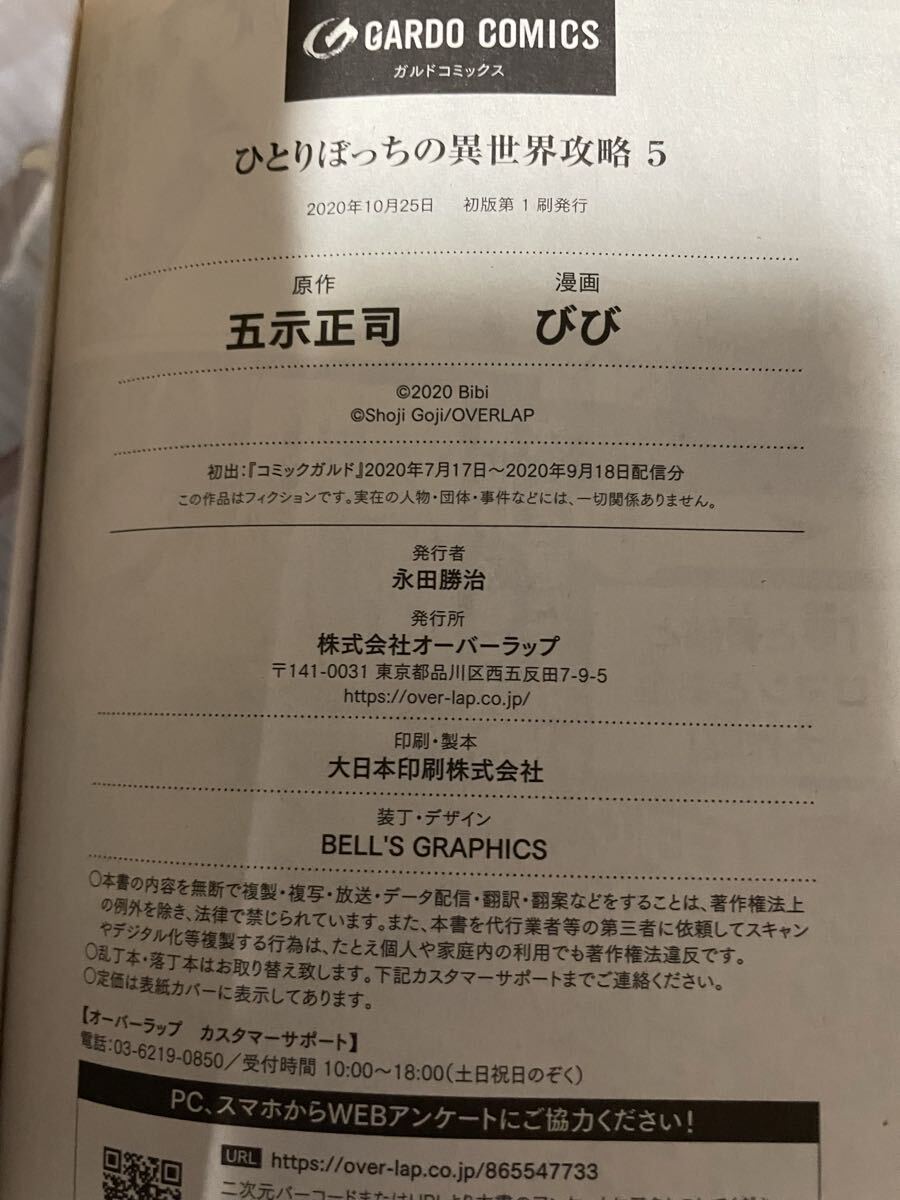 GARDO COMICS
ガルドコミックス
ひとりぼっちの異世界攻略 5
2020年10月25日 初版第1刷発行
原作 漫画
五示正司 びび
©2020 Bibi
©Shoji Goji/OVERLAP
初出:『コミックガルド』2020年7月17日～2020年9月18日配信分
この作品はフィクションです。実在の人物・団体・事件などには、一切関係ありません。
発行者
永田勝治
発行所
株式会社オーバーラップ
〒141-0031 東京都品川区西五反田7-9-5
https://over-lap.co.jp/
印刷・製本
大日本印刷株式会社
装丁・デザイン
BELL'S GRAPHICS
○本書の内容を無断で複製・複写・放送・データ配信・翻訳・翻案などをすることは、著作権法上
の例外を除き、法律で禁じられています。また、本書を代行業者等の第三者に依頼してスキャン
やデジタル化等複製する行為は、たとえ個人や家庭内の利用でも著作権法違反です。
○乱丁本・落丁本はお取り替え致します。下記カスタマーサポートまでご連絡ください。
○定価は表紙カバーに表示してあります。
【オーバーラップ カスタマーサポート】
電話:03-6219-0850／受付時間 10:00～18:00(土日祝日のぞく)
PC、スマホからWEBアンケートにご協力ください!
URL https://over-lap.co.jp/865547733
二次元バーコードまたはURLより本書の